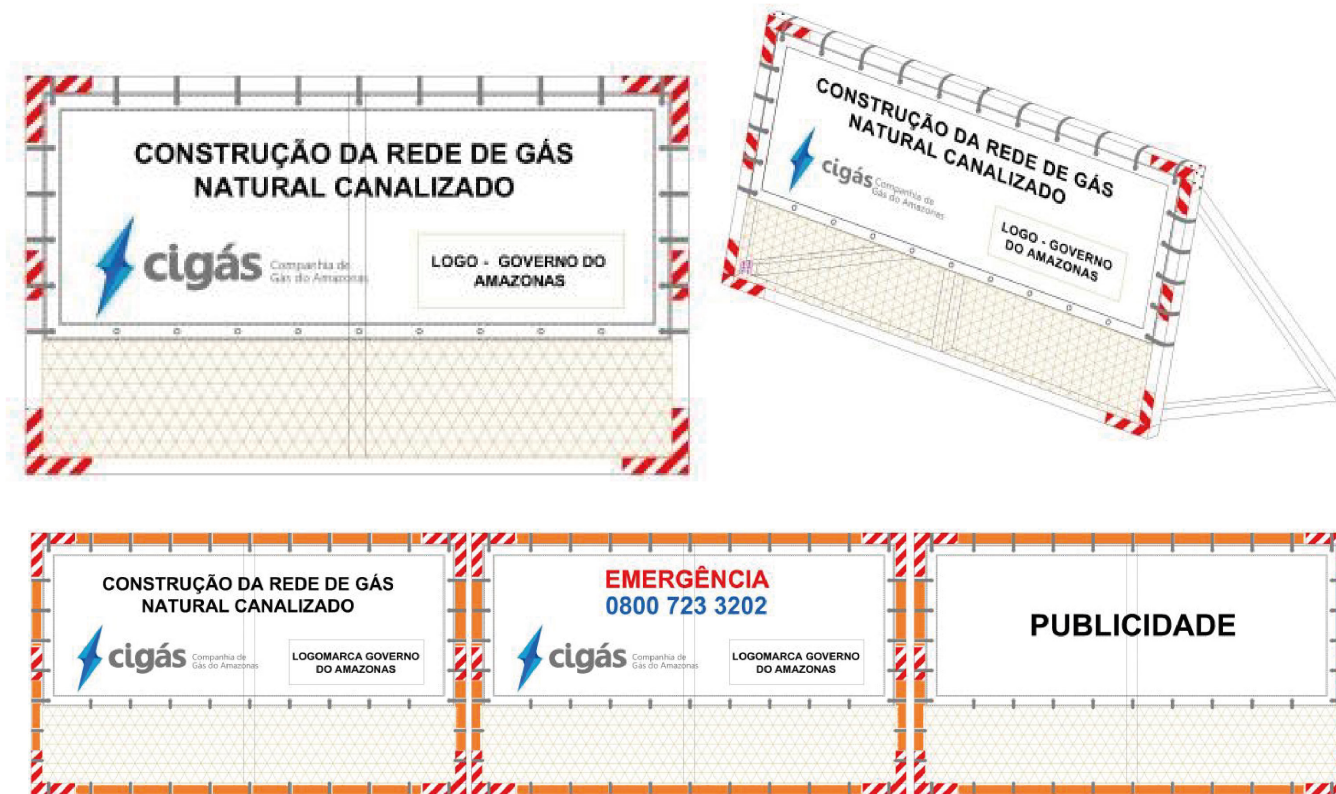 CONSTRUÇÃO DA REDE DE GÁS
NATURAL CANALIZADO
cigás Companhia de
Gás do Amazonas
LOGO - GOVERNO DO
AMAZONAS
CONSTRUÇÃO DA REDE DE GÁS
NATURAL CANALIZADO
cigás Companhia de
Gás do Amazonas
LOGO - GOVERNO
DO AMAZONAS
CONSTRUÇÃO DA REDE DE GÁS
NATURAL CANALIZADO
cigás Companhia de
Gás do Amazonas
LOGOMARCA GOVERNO
DO AMAZONAS
EMERGÊNCIA
0800 723 3202
cigás Companhia de
Gás do Amazonas
LOGOMARCA GOVERNO
DO AMAZONAS
PUBLICIDADE